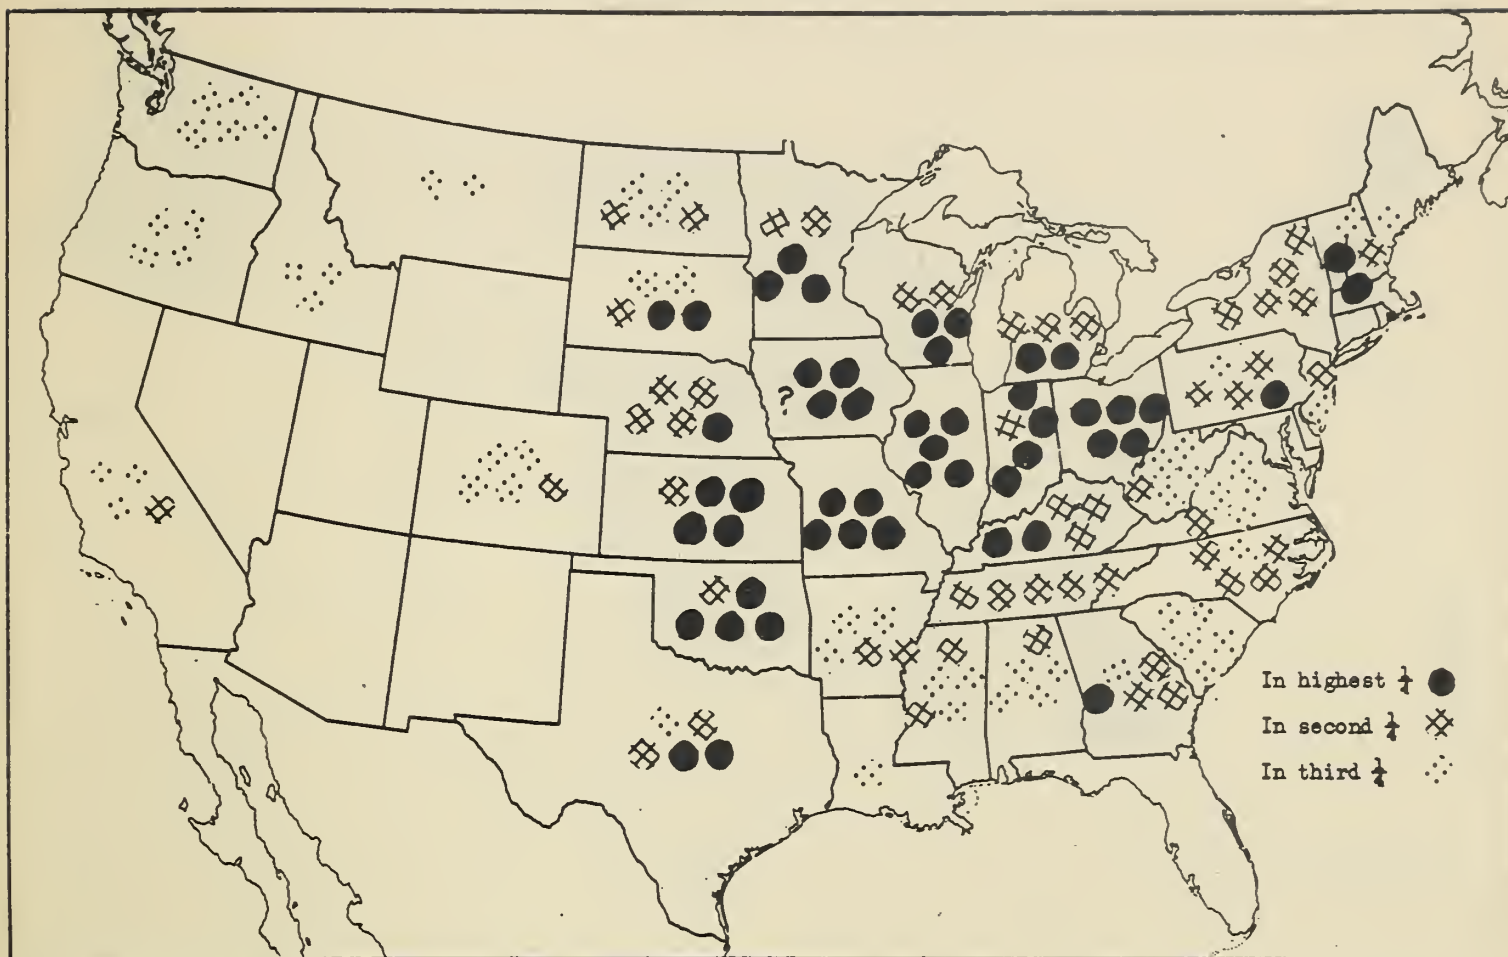 ?
In highest ¼
In second ¼
In third ¼